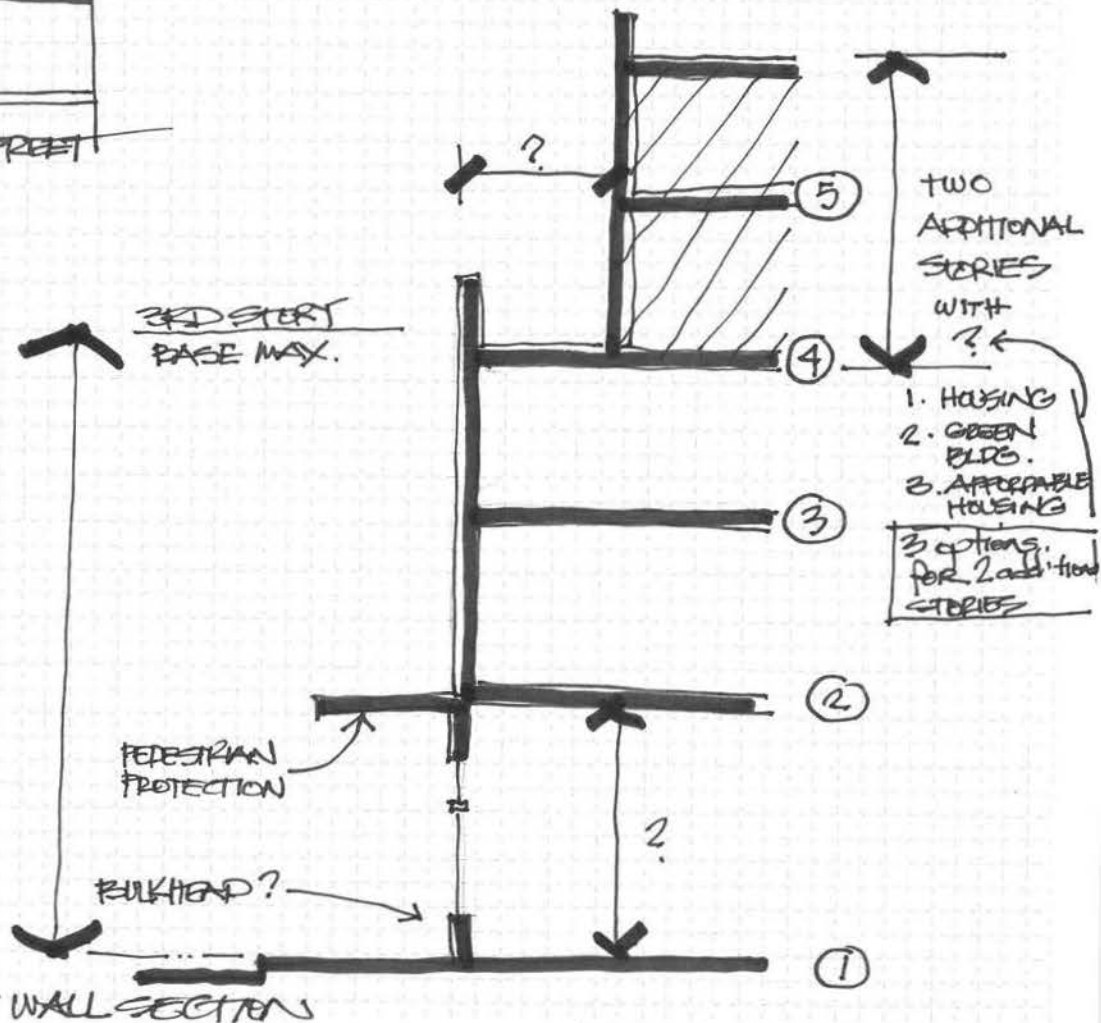 REET
?
5
TWO
ADDITIONAL
STORIES
WITH
?
3RD STORY
BASE MAX.
4
1. HOUSING
2. GREEN
BLDG.
3. AFFORDABLE
HOUSING
3
3 options.
for 2 additional
STORIES
2
PEDESTRIAN
PROTECTION
?
BULKHEAD ?
1
WALL SECTION